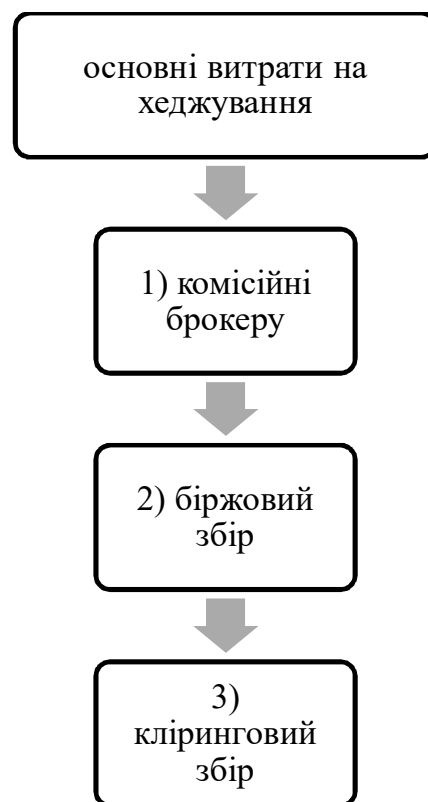 основні витрати на
хеджування
1) комісійні
брокеру
2) біржовий
збір
3)
кліринговий
збір